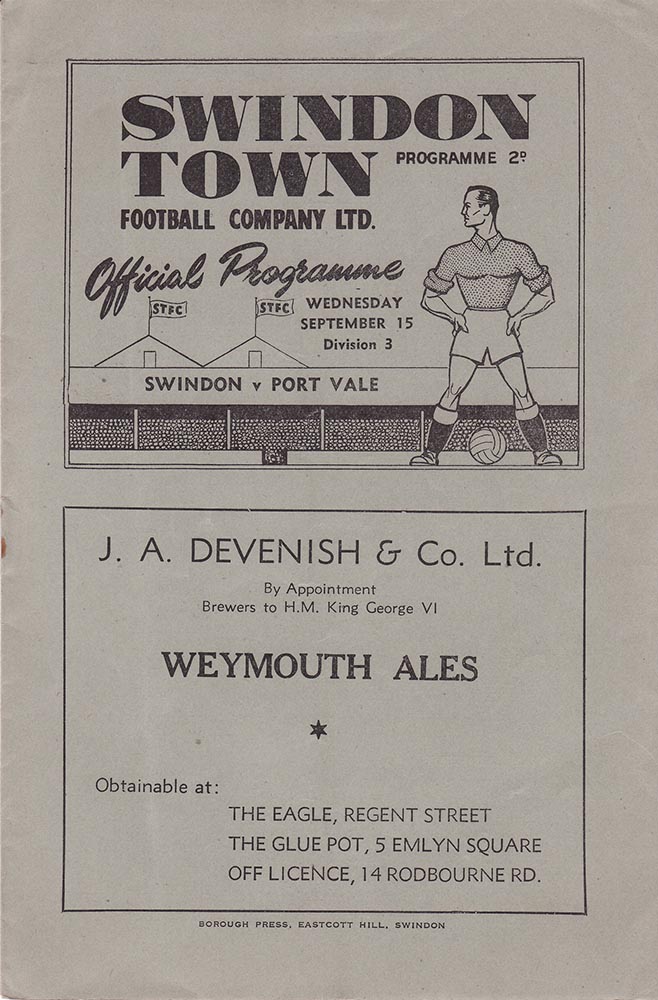 SWINDON
TOWN
PROGRAMME 2D.
FOOTBALL COMPANY LTD.
Official Programme
STFC STFC
WEDNESDAY
SEPTEMBER 15
Division 3
SWINDON v PORT VALE
J. A. DEVENISH & Co. Ltd.
By Appointment
Brewers to H.M. King George VI
WEYMOUTH ALES
Obtainable at:
THE EAGLE, REGENT STREET
THE GLUE POT, 5 EMLYN SQUARE
OFF LICENCE, 14 RODBOURNE RD.
BOROUGH PRESS, EASTCOTT HILL, SWINDON